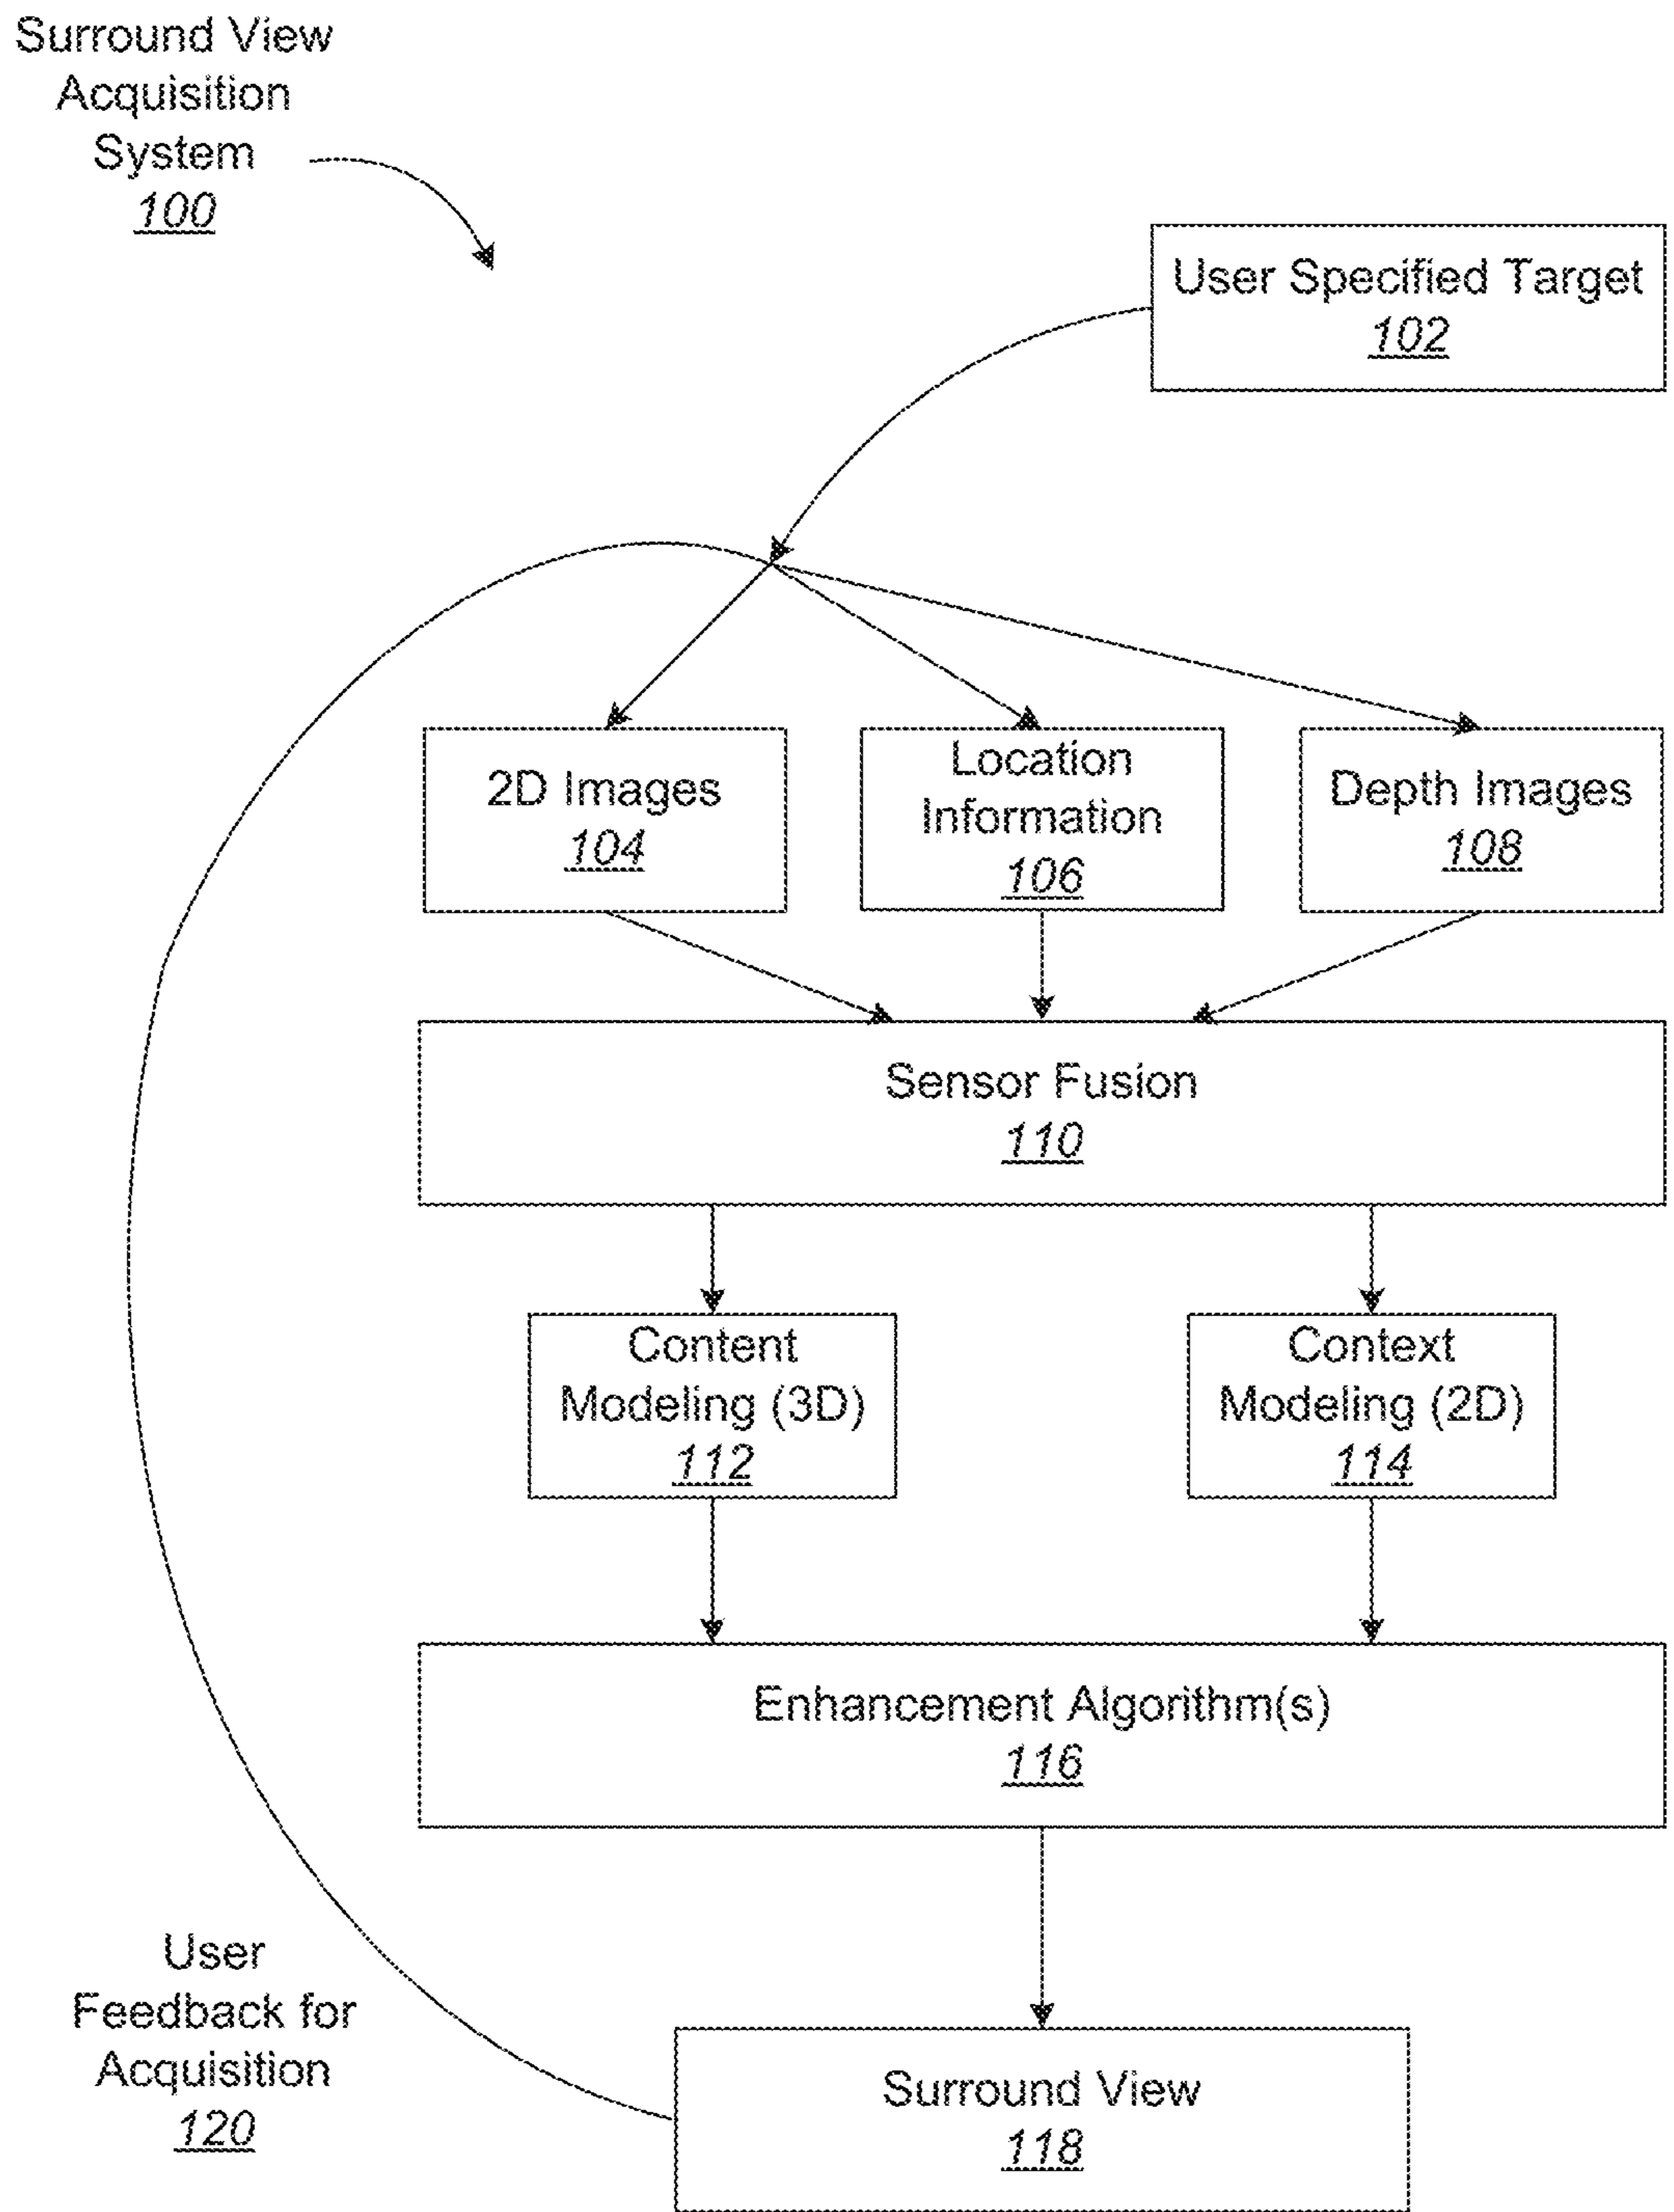 Surround View
Acquisition
System
100
User Specified Target
102
2D Images
104
Location
Information
106
Depth Images
108
Sensor Fusion
110
Content
Modeling (3D)
112
Context
Modeling (2D)
114
Enhancement Algorithm(s)
116
User
Feedback for
Acquisition
120
Surround View
118